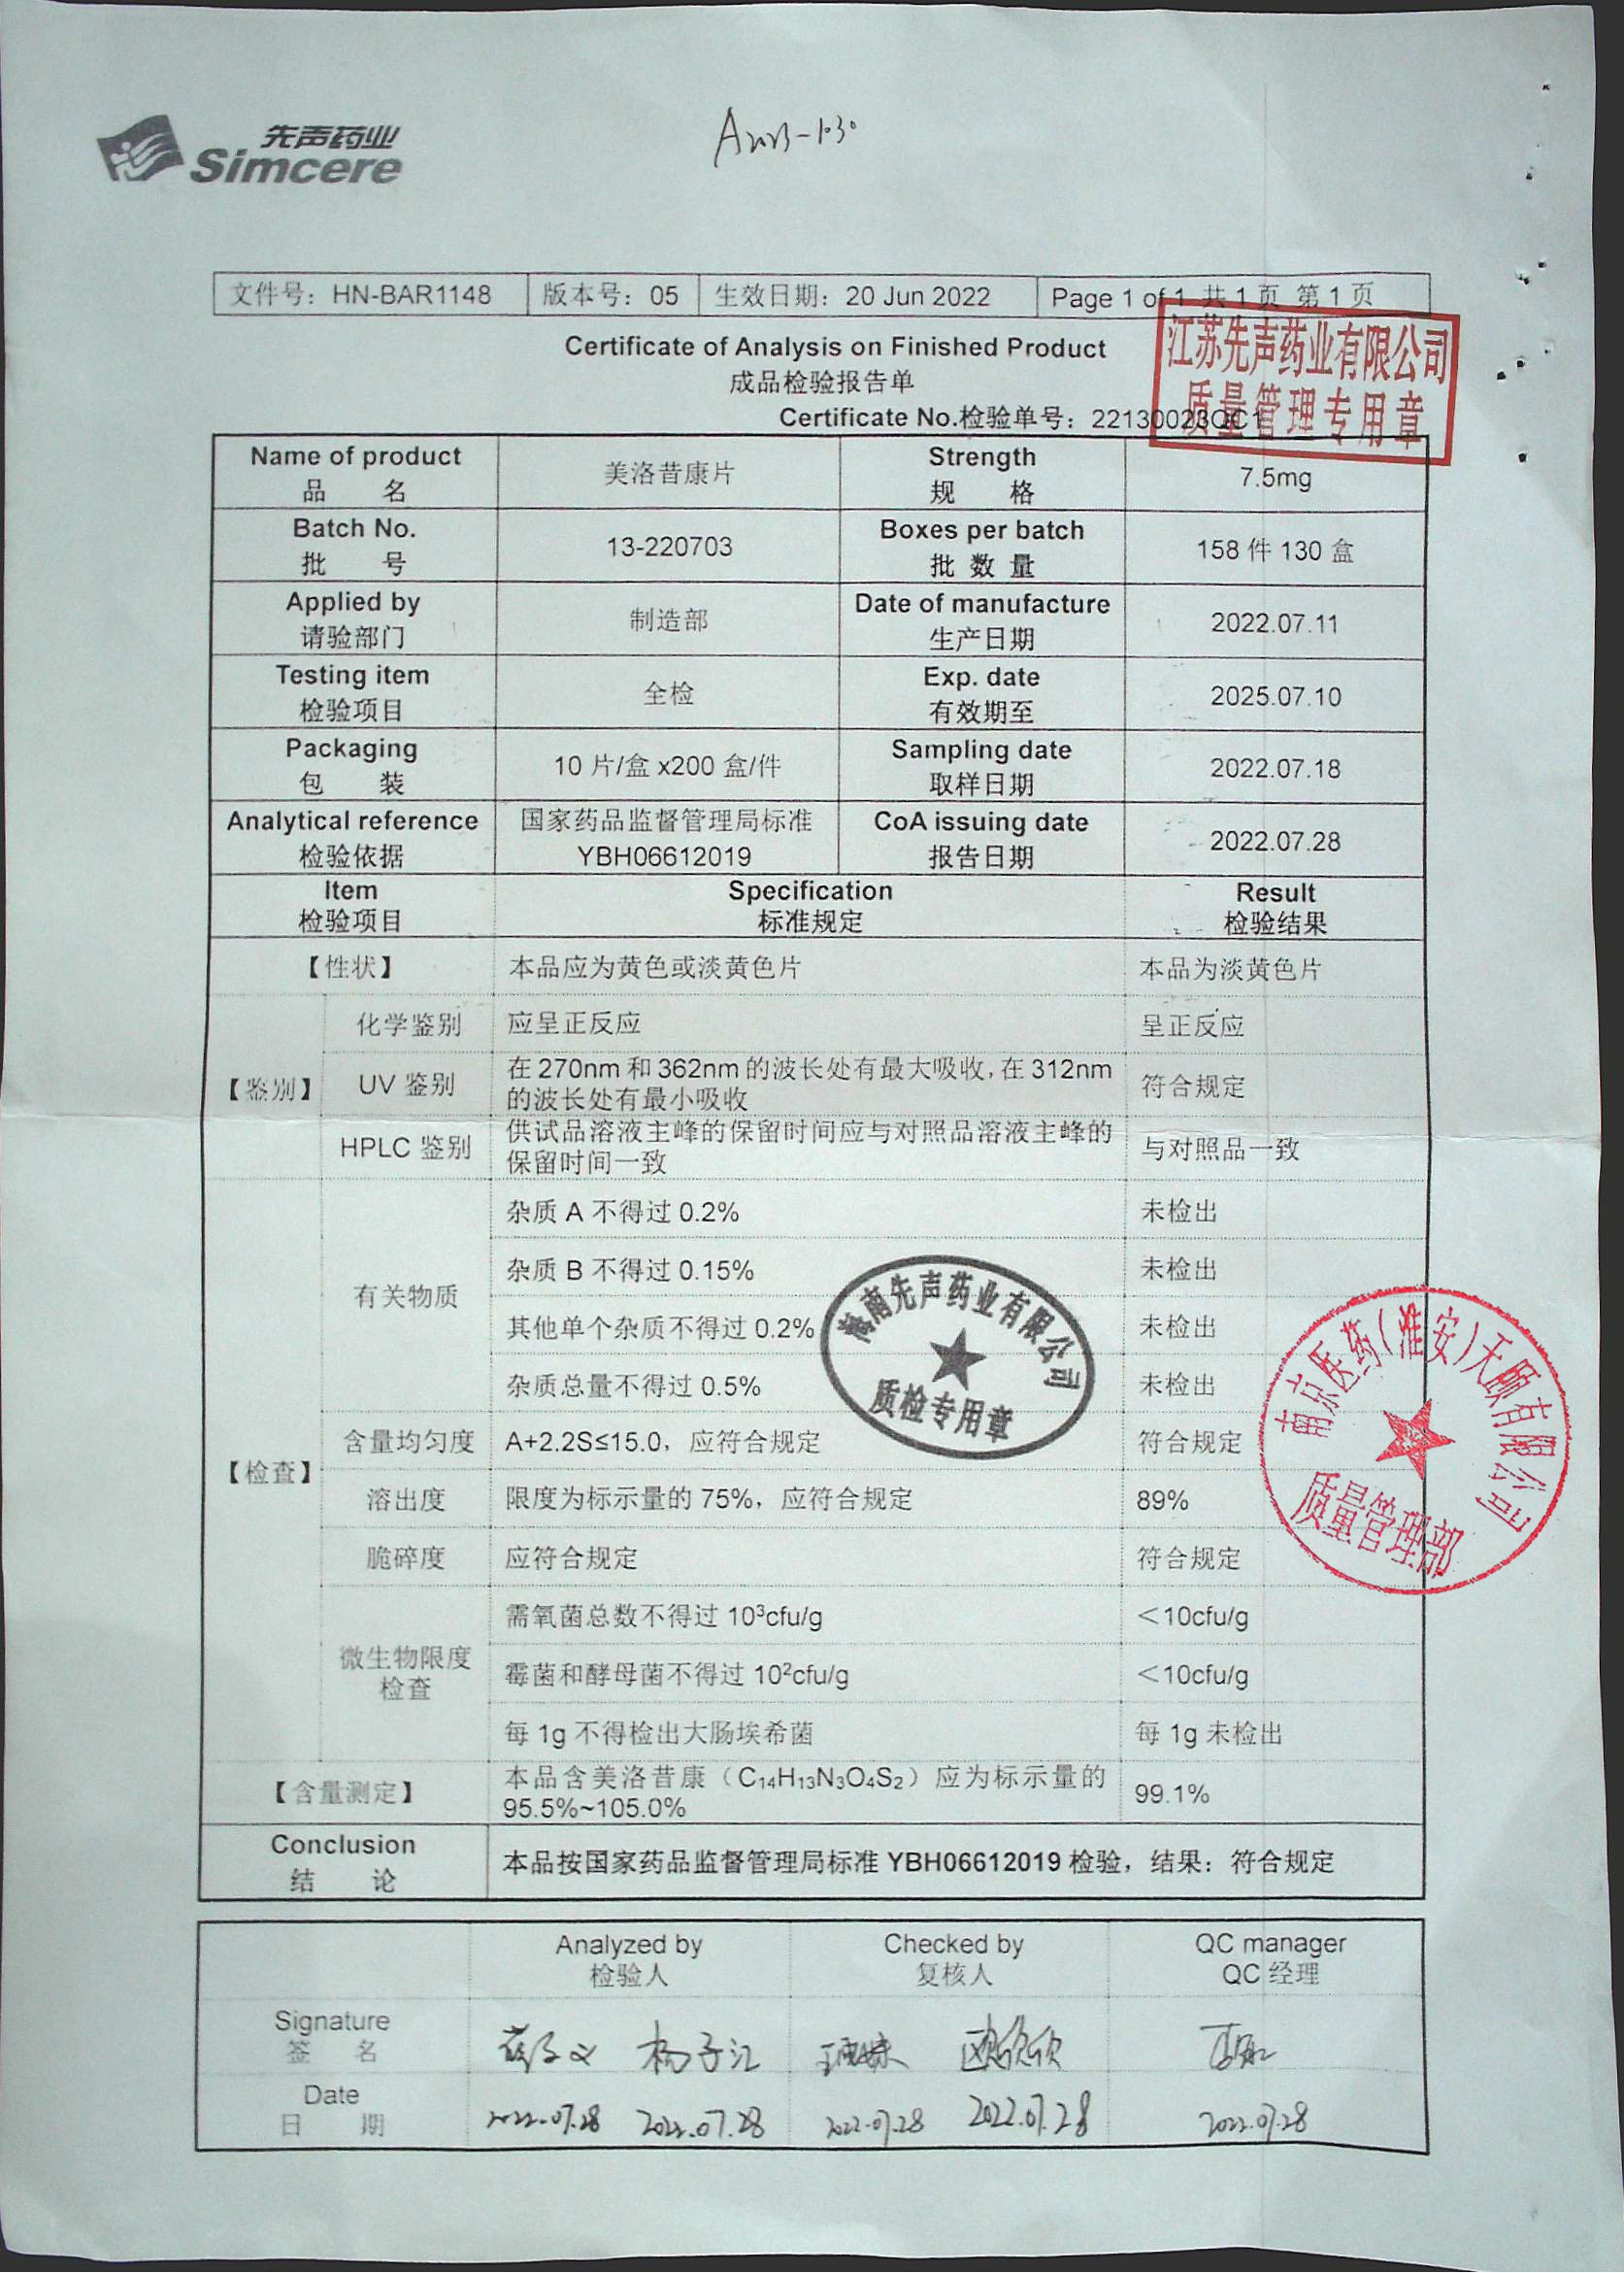 先声药业
Simcere
文件号：HN-BAR1148 版本号：05 生效日期：20 Jun 2022 Page 1 of 1 共 1 页 第 1 页
江苏先声药业有限公司
质量管理专用章
Certificate of Analysis on Finished Product
成品检验报告单
Certificate No.检验单号：22130023QC1
Name of product 品 名 美洛昔康片 Strength 规 格 7.5mg
Batch No. 批 号 13-220703 Boxes per batch 批 数 量 158 件 130 盒
Applied by 请验部门 制造部 Date of manufacture 生产日期 2022.07.11
Testing item 检验项目 全检 Exp. date 有效期至 2025.07.10
Packaging 包 装 10 片/盒 x200 盒/件 Sampling date 取样日期 2022.07.18
Analytical reference 检验依据 国家药品监督管理局标准 YBH06612019 CoA issuing date 报告日期 2022.07.28
Item 检验项目 Specification 标准规定 Result 检验结果
【性状】 本品应为黄色或淡黄色片 本品为淡黄色片
【鉴别】 化学鉴别 应呈正反应 呈正反应
UV 鉴别 在 270nm 和 362nm 的波长处有最大吸收，在 312nm
的波长处有最小吸收 符合规定
HPLC 鉴别 供试品溶液主峰的保留时间应与对照品溶液主峰的
保留时间一致 与对照品一致
【检查】 有关物质 杂质 A 不得过 0.2% 未检出
杂质 B 不得过 0.15% 未检出
其他单个杂质不得过 0.2% 未检出
杂质总量不得过 0.5% 未检出
含量均匀度 A+2.2S≤15.0，应符合规定 符合规定
溶出度 限度为标示量的 75%，应符合规定 89%
脆碎度 应符合规定 符合规定
微生物限度
检查
需氧菌总数不得过 10³cfu/g ＜10cfu/g
霉菌和酵母菌不得过 10²cfu/g ＜10cfu/g
每 1g 不得检出大肠埃希菌 每 1g 未检出
【含量测定】 本品含美洛昔康（C₁₄H₁₃N₃O₄S₂）应为标示量的
95.5%~105.0% 99.1%
海南先声药业有限公司
质检专用章
南京医药(淮安)天颐有限公司
质量管理部
Conclusion 结 论 本品按国家药品监督管理局标准 YBH06612019 检验，结果：符合规定
Analyzed by 检验人 Checked by 复核人 QC manager QC 经理
Signature 签 名 杨子江
Date 日 期 2022.07.28 2022.07.28 2022.07.28 2022.07.28 2022.07.28